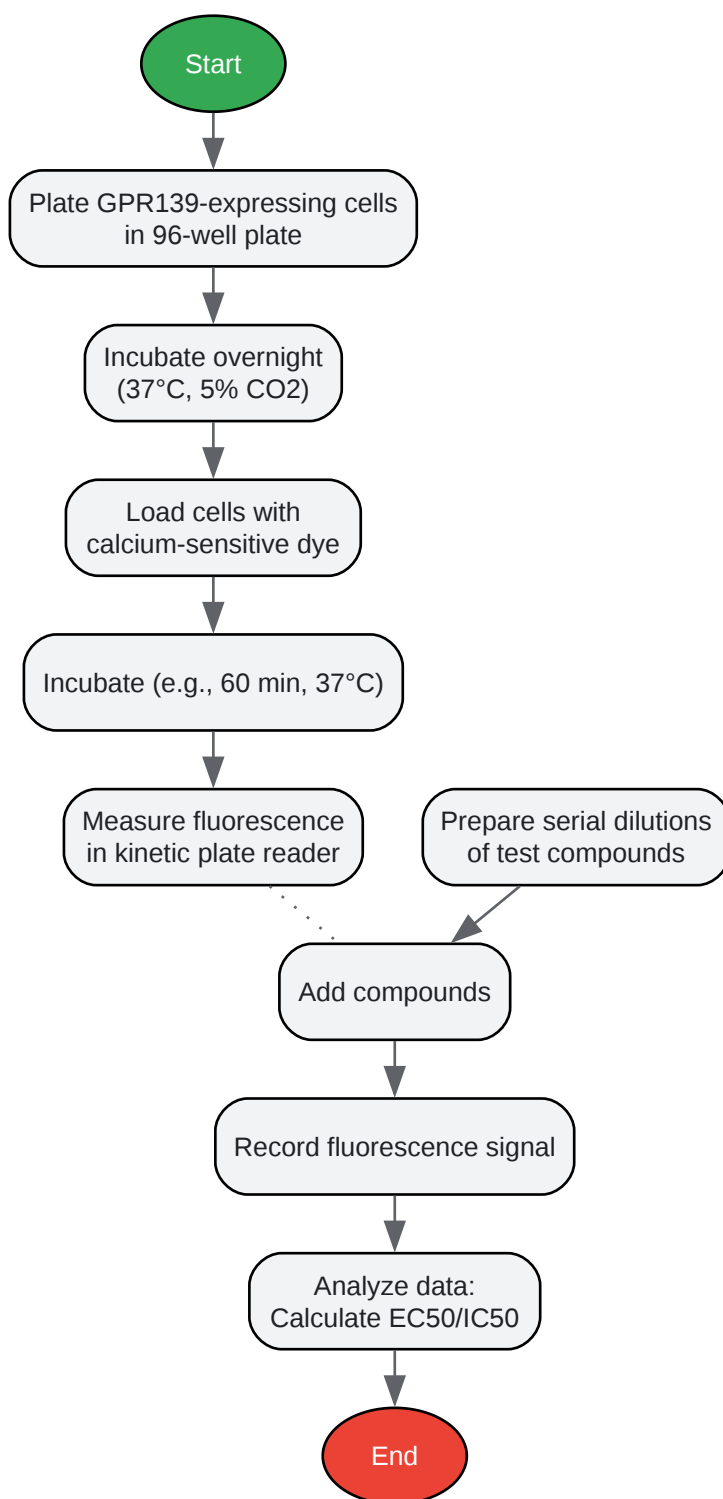 Start
Plate GPR139-expressing cells
in 96-well plate
Incubate overnight
(37°C, 5% CO2)
Load cells with
calcium-sensitive dye
Incubate (e.g., 60 min, 37°C)
Measure fluorescence
in kinetic plate reader
Prepare serial dilutions
of test compounds
Add compounds
Record fluorescence signal
Analyze data:
Calculate EC50/IC50
End